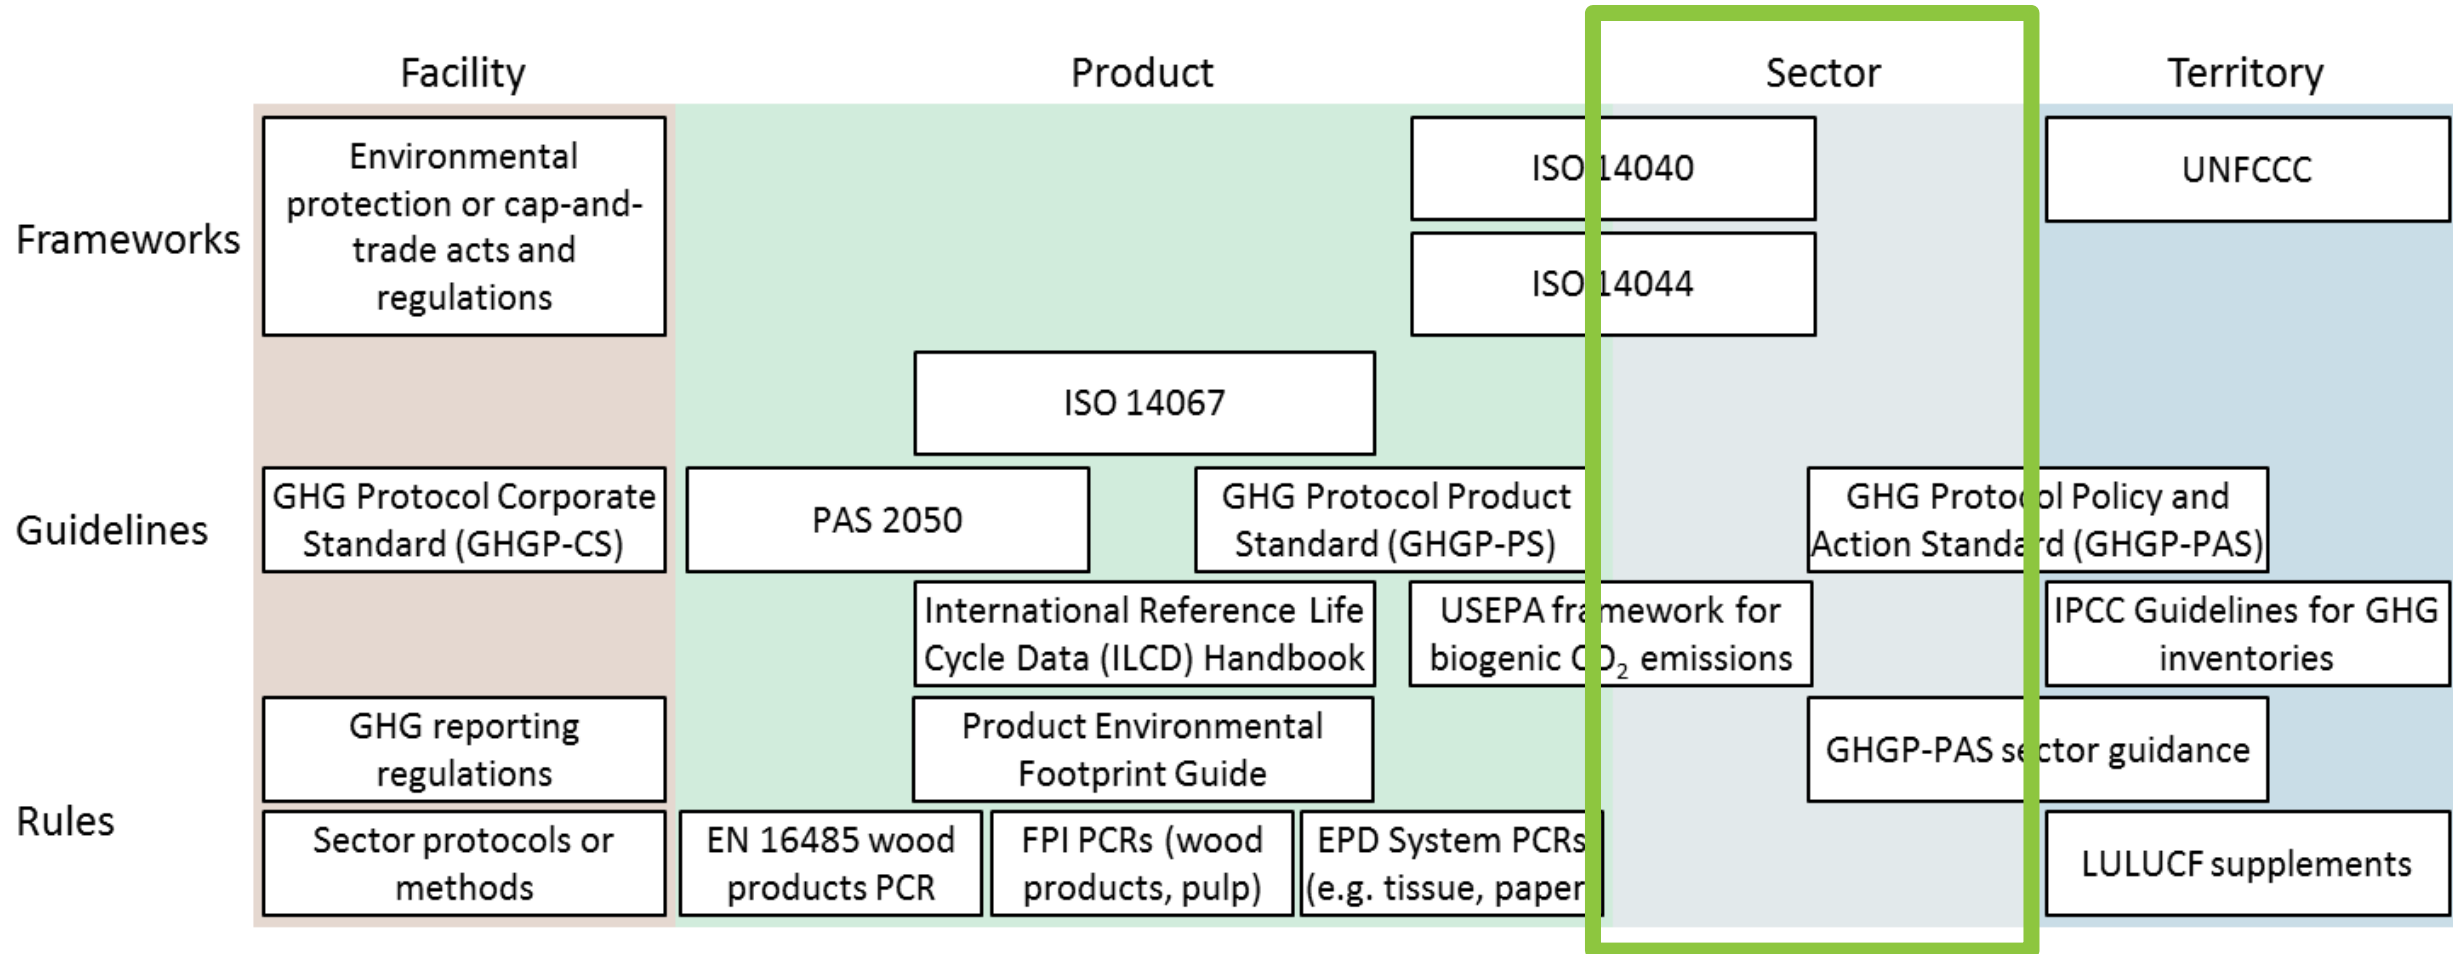 Facility
Product
Sector
Territory
Frameworks
Environmental
protection or cap-and-
trade acts and
regulations
ISO 14040
ISO 14044
UNFCCC
ISO 14067
Guidelines
GHG Protocol Corporate
Standard (GHGP-CS)
PAS 2050
GHG Protocol Product
Standard (GHGP-PS)
GHG Protocol Policy and
Action Standard (GHGP-PAS)
International Reference Life
Cycle Data (ILCD) Handbook
USEPA framework for
biogenic CO₂ emissions
IPCC Guidelines for GHG
inventories
Rules
GHG reporting
regulations
Product Environmental
Footprint Guide
GHGP-PAS sector guidance
Sector protocols or
methods
EN 16485 wood
products PCR
FPI PCRs (wood
products, pulp)
EPD System PCRs
(e.g. tissue, paper
LULUCF supplements